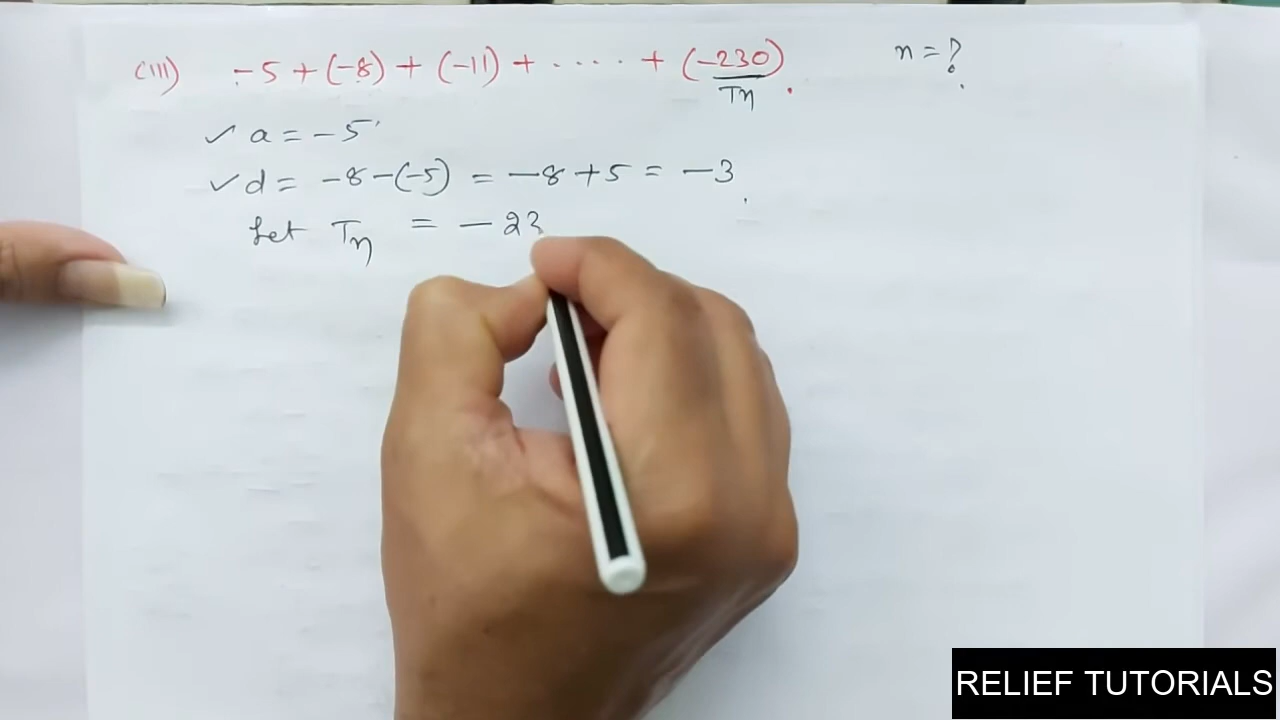 (III) -5 + (-8) + (-11) + ..... + (-230). n = ?
Tn
✓ a = -5
✓ d = -8-(-5) = -8+5 = -3.
Let Tn = -23
RELIEF TUTORIALS